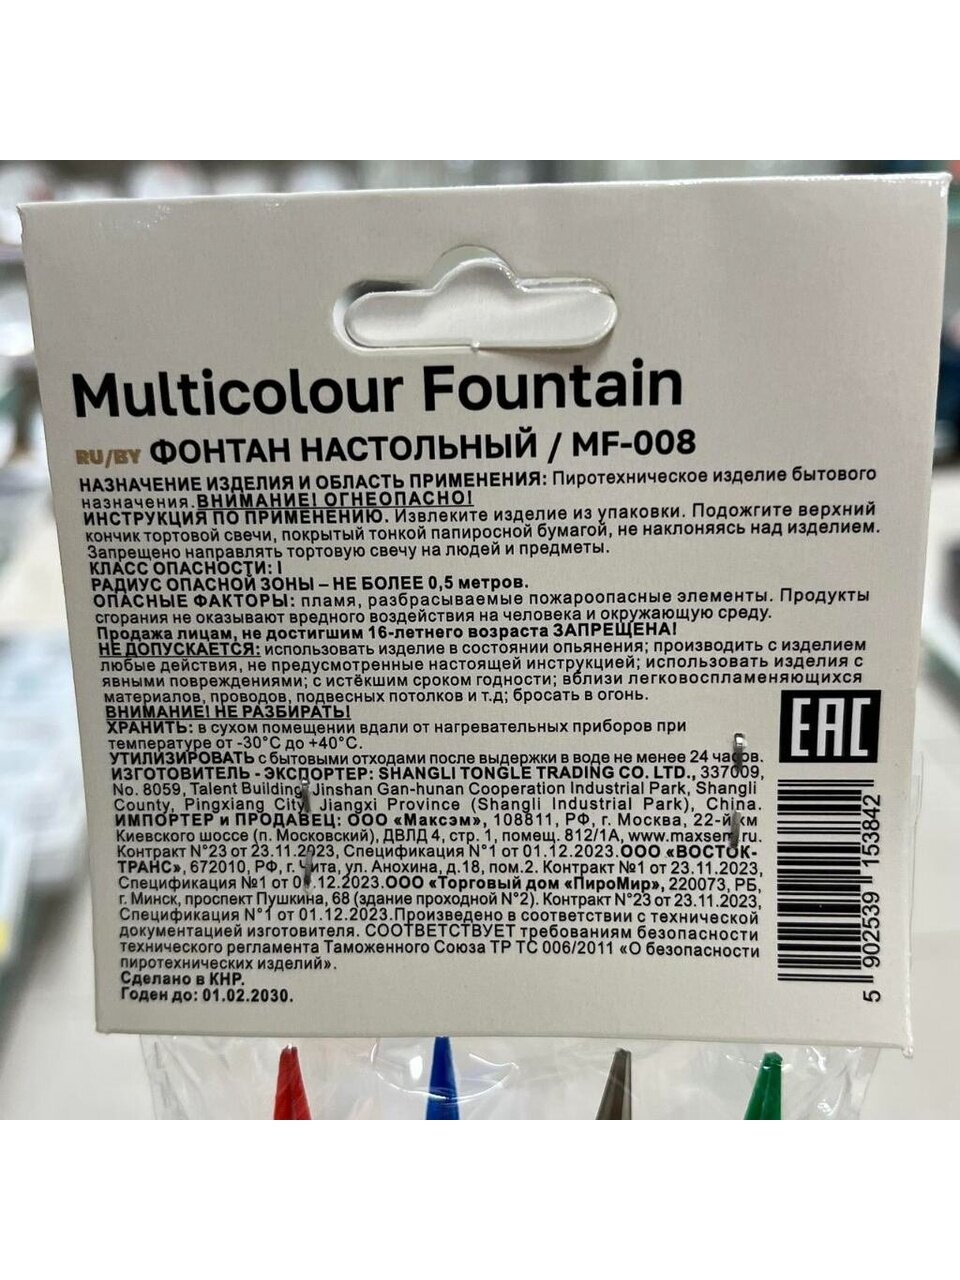 Multicolour Fountain
RU/BY ФОНТАН НАСТОЛЬНЫЙ / MF-008
НАЗНАЧЕНИЕ ИЗДЕЛИЯ И ОБЛАСТЬ ПРИМЕНЕНИЯ: Пиротехническое изделие бытового
назначения. ВНИМАНИЕ! ОГНЕОПАСНО!
ИНСТРУКЦИЯ ПО ПРИМЕНЕНИЮ. Извлеките изделие из упаковки. Подожгите верхний
кончик тортовой свечи, покрытый тонкой папиросной бумагой, не наклоняясь над изделием.
Запрещено направлять тортовую свечу на людей и предметы.
КЛАСС ОПАСНОСТИ: I
РАДИУС ОПАСНОЙ ЗОНЫ – НЕ БОЛЕЕ 0,5 метров.
ОПАСНЫЕ ФАКТОРЫ: пламя, разбрасываемые пожароопасные элементы. Продукты
сгорания не оказывают вредного воздействия на человека и окружающую среду.
Продажа лицам, не достигшим 16-летнего возраста ЗАПРЕЩЕНА!
НЕ ДОПУСКАЕТСЯ: использовать изделие в состоянии опьянения; производить с изделием
любые действия, не предусмотренные настоящей инструкцией; использовать изделия с
явными повреждениями; с истёкшим сроком годности; вблизи легковоспламеняющихся
материалов, проводов, подвесных потолков и т.д; бросать в огонь.
ВНИМАНИЕ! НЕ РАЗБИРАТЬ!
ХРАНИТЬ: в сухом помещении вдали от нагревательных приборов при
температуре от -30°С до +40°С.
УТИЛИЗИРОВАТЬ с бытовыми отходами после выдержки в воде не менее 24 часов.
ИЗГОТОВИТЕЛЬ - ЭКСПОРТЕР: SHANGLI TONGLE TRADING CO. LTD., 337009,
No. 8059, Talent Building, Jinshan Gan-hunan Cooperation Industrial Park, Shangli
County, Pingxiang City, Jiangxi Province (Shangli Industrial Park), China.
ИМПОРТЕР и ПРОДАВЕЦ: ООО «Максэм», 108811, РФ, г. Москва, 22-й км
Киевского шоссе (п. Московский), ДВЛД 4, стр. 1, помещ. 812/1А, www.maxsem.ru.
Контракт №23 от 23.11.2023, Спецификация №1 от 01.12.2023.ООО «ВОСТОК-
ТРАНС», 672010, РФ, г. Чита, ул. Анохина, д.18, пом.2. Контракт №1 от 23.11.2023,
Спецификация №1 от 01.12.2023.ООО «Торговый дом «ПироМир», 220073, РБ,
г. Минск, проспект Пушкина, 68 (здание проходной №2). Контракт №23 от 23.11.2023,
Спецификация №1 от 01.12.2023.Произведено в соответствии с технической
документацией изготовителя. СООТВЕТСТВУЕТ требованиям безопасности
технического регламента Таможенного Союза ТР ТС 006/2011 «О безопасности
пиротехнических изделий».
Сделано в КНР.
Годен до: 01.02.2030.
EAC
5 902539 153842